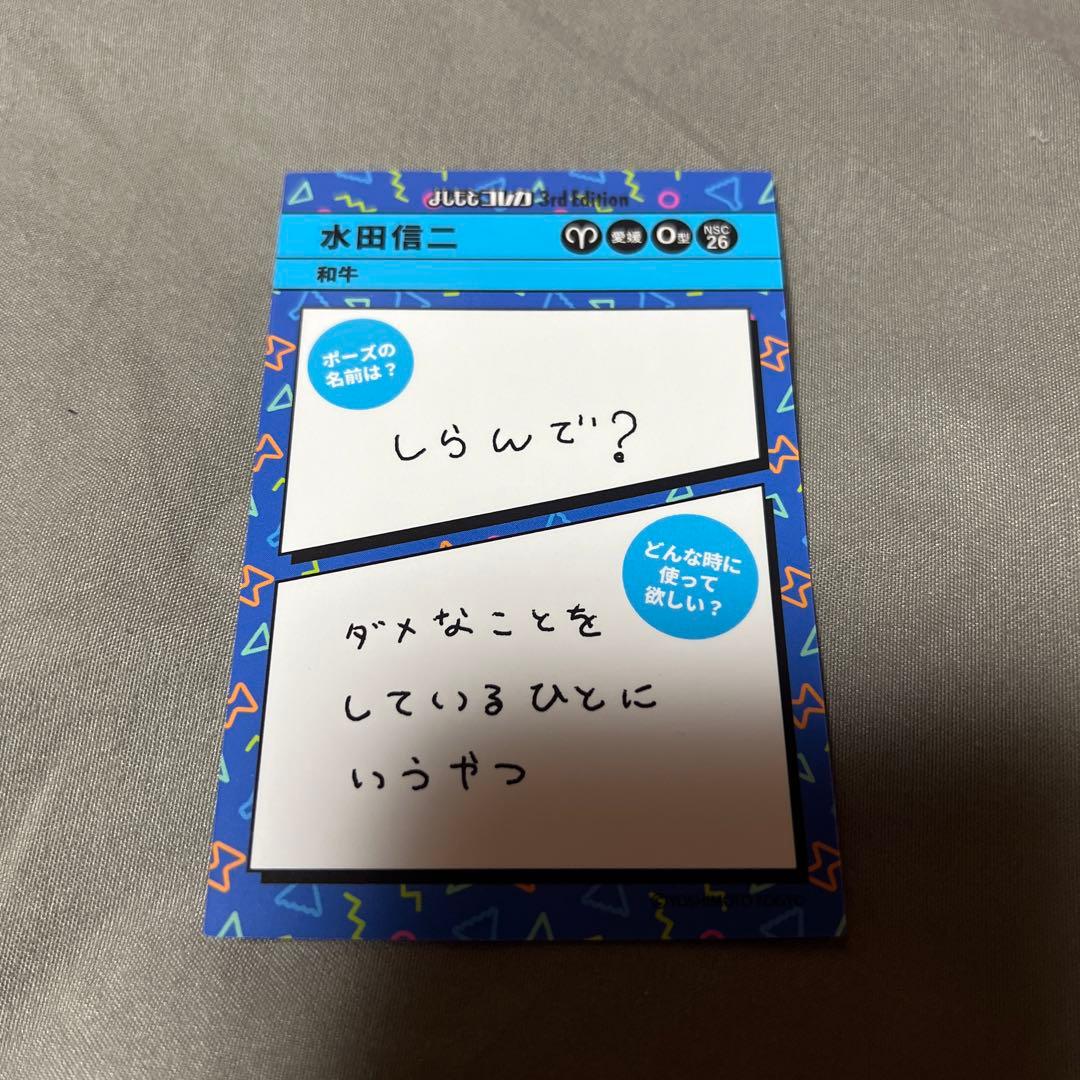 よしもとコレカ 3rd Edition
水田信二
♈ 愛媛 O型 NSC 26
和牛
ポーズの
名前は？
しらんで?
どんな時に
使って
欲しい？
ダメなことを
しているひとに
いうやつ
©YOSHIMOTO KOGYO